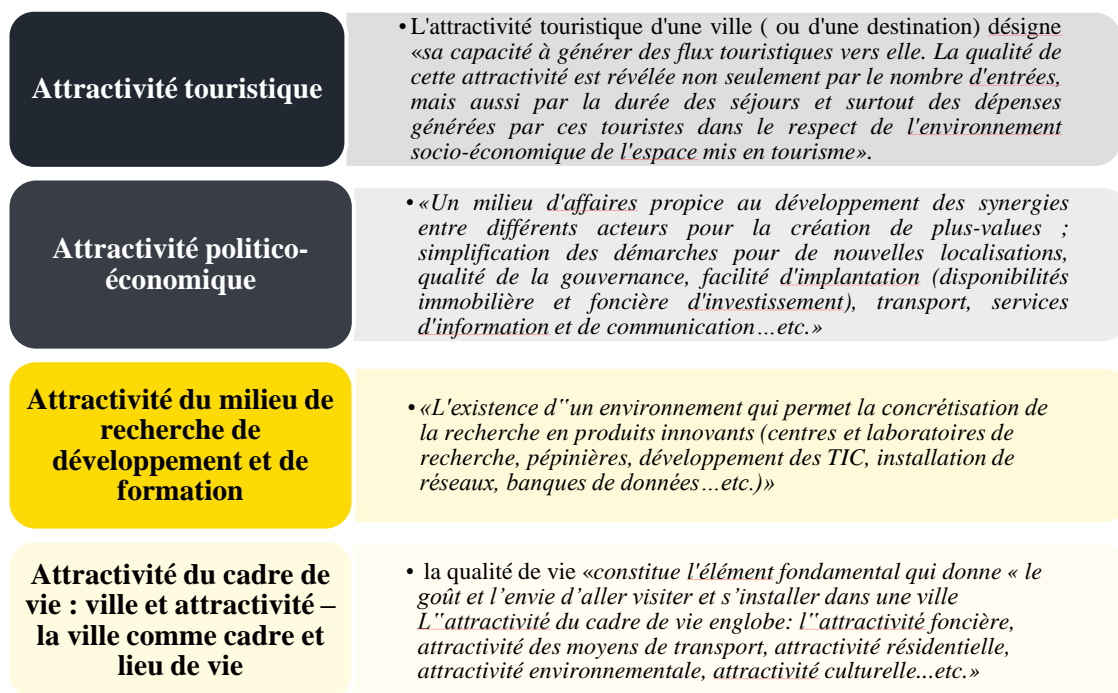 Attractivité touristique
•L'attractivité touristique d'une ville ( ou d'une destination) désigne
«sa capacité à générer des flux touristiques vers elle. La qualité de
cette attractivité est révélée non seulement par le nombre d'entrées,
mais aussi par la durée des séjours et surtout des dépenses
générées par ces touristes dans le respect de l'environnement
socio-économique de l'espace mis en tourisme».
Attractivité politico-
économique
•«Un milieu d'affaires propice au développement des synergies
entre différents acteurs pour la création de plus-values ;
simplification des démarches pour de nouvelles localisations,
qualité de la gouvernance, facilité d'implantation (disponibilités
immobilière et foncière d'investissement), transport, services
d'information et de communication…etc.»
Attractivité du milieu de
recherche de
développement et de
formation
•«L'existence d‟un environnement qui permet la concrétisation de
la recherche en produits innovants (centres et laboratoires de
recherche, pépinières, développement des TIC, installation de
réseaux, banques de données…etc.)»
Attractivité du cadre de
vie : ville et attractivité –
la ville comme cadre et
lieu de vie
• la qualité de vie «constitue l'élément fondamental qui donne « le
goût et l’envie d’aller visiter et s’installer dans une ville
L‟attractivité du cadre de vie englobe: l‟attractivité foncière,
attractivité des moyens de transport, attractivité résidentielle,
attractivité environnementale, attractivité culturelle...etc.»